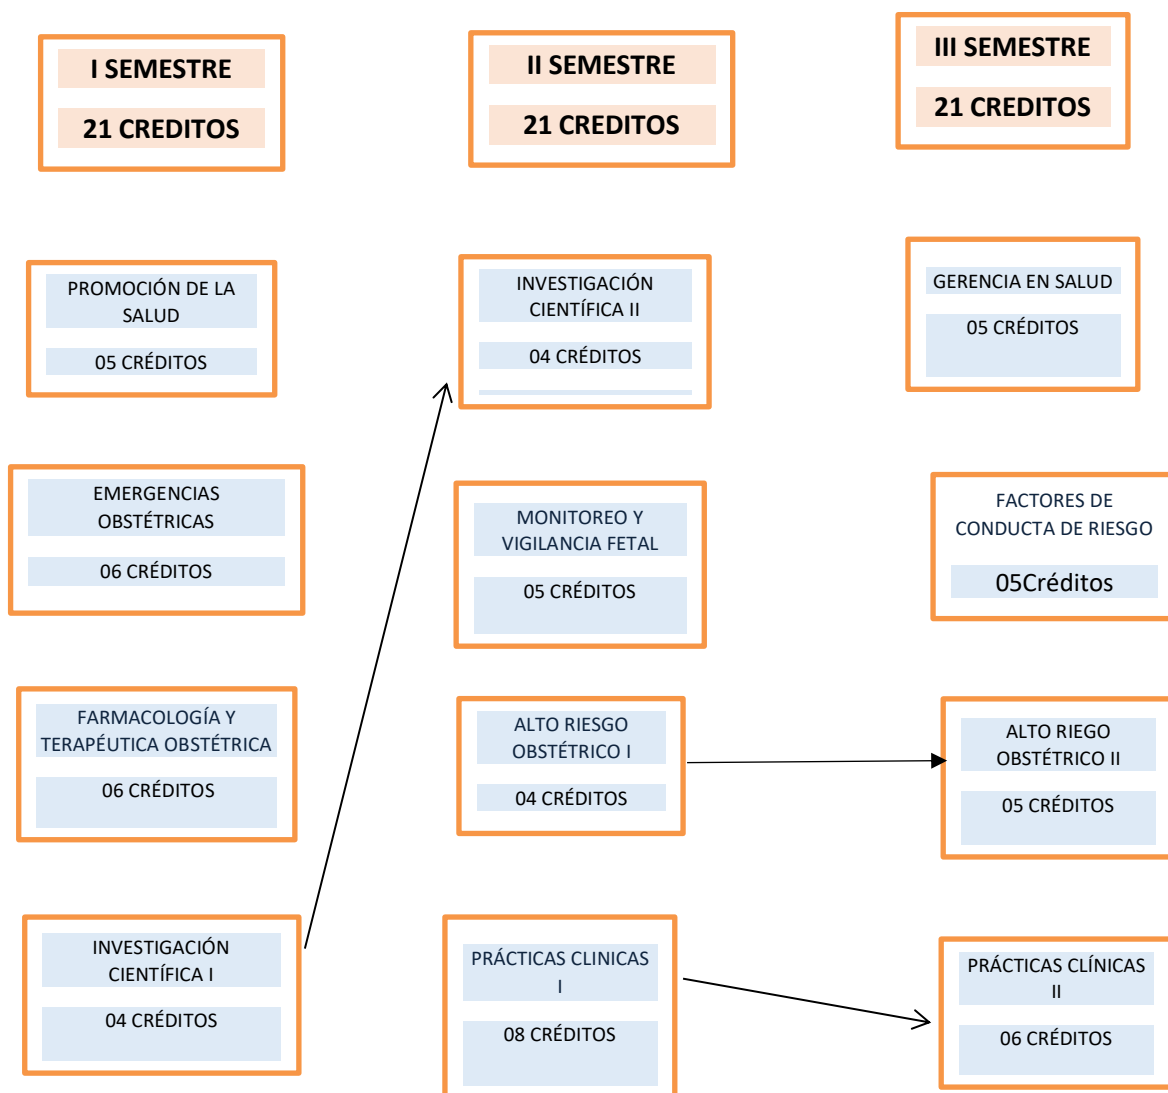 I SEMESTRE
21 CREDITOS
II SEMESTRE
21 CREDITOS
III SEMESTRE
21 CREDITOS
PROMOCIÓN DE LA
SALUD
05 CRÉDITOS
INVESTIGACIÓN
CIENTÍFICA II
04 CRÉDITOS
GERENCIA EN SALUD
05 CRÉDITOS
EMERGENCIAS
OBSTÉTRICAS
06 CRÉDITOS
MONITOREO Y
VIGILANCIA FETAL
05 CRÉDITOS
FACTORES DE
CONDUCTA DE RIESGO
05Créditos
FARMACOLOGÍA Y
TERAPÉUTICA OBSTÉTRICA
06 CRÉDITOS
ALTO RIESGO
OBSTÉTRICO I
04 CRÉDITOS
ALTO RIEGO
OBSTÉTRICO II
05 CRÉDITOS
INVESTIGACIÓN
CIENTÍFICA I
04 CRÉDITOS
PRÁCTICAS CLINICAS
I
08 CRÉDITOS
PRÁCTICAS CLÍNICAS
II
06 CRÉDITOS